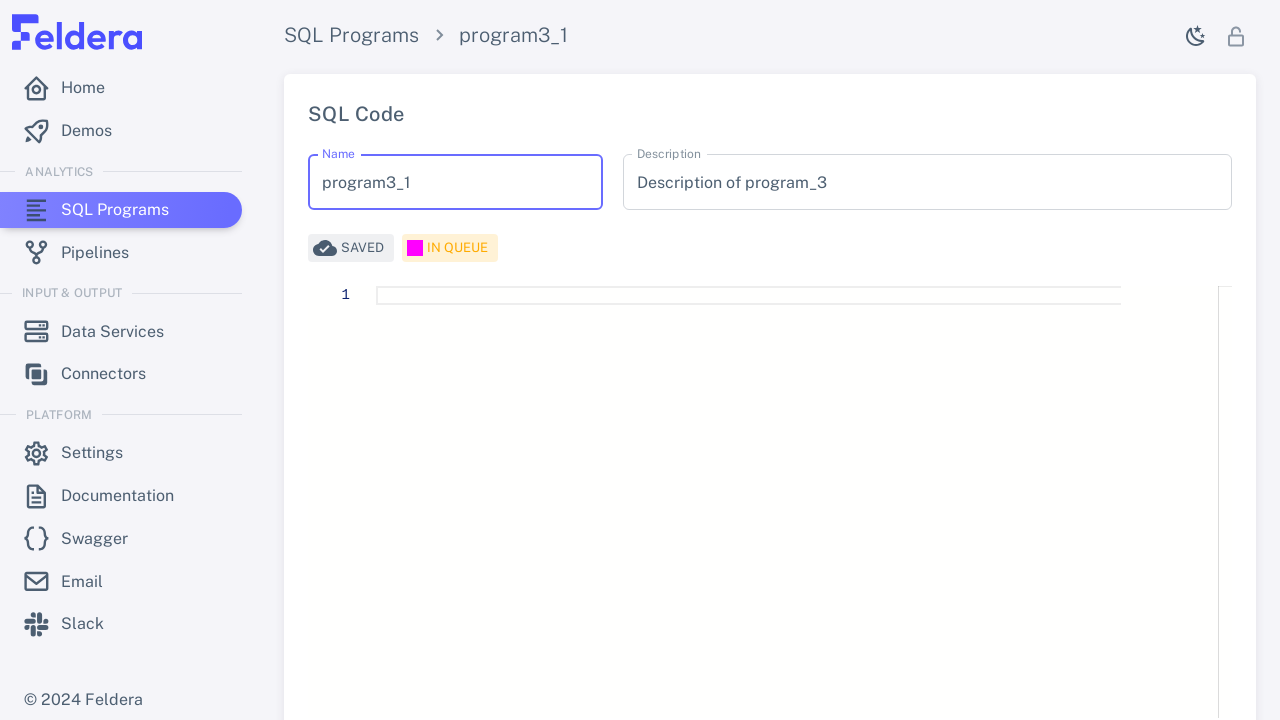 Feldera
Home
Demos
ANALYTICS
SQL Programs
Pipelines
INPUT & OUTPUT
Data Services
Connectors
PLATFORM
Settings
Documentation
Swagger
Email
Slack
© 2024 Feldera
SQL Programs > program3_1
SQL Code
Name
program3_1
Description
Description of program_3
SAVED
IN QUEUE
1